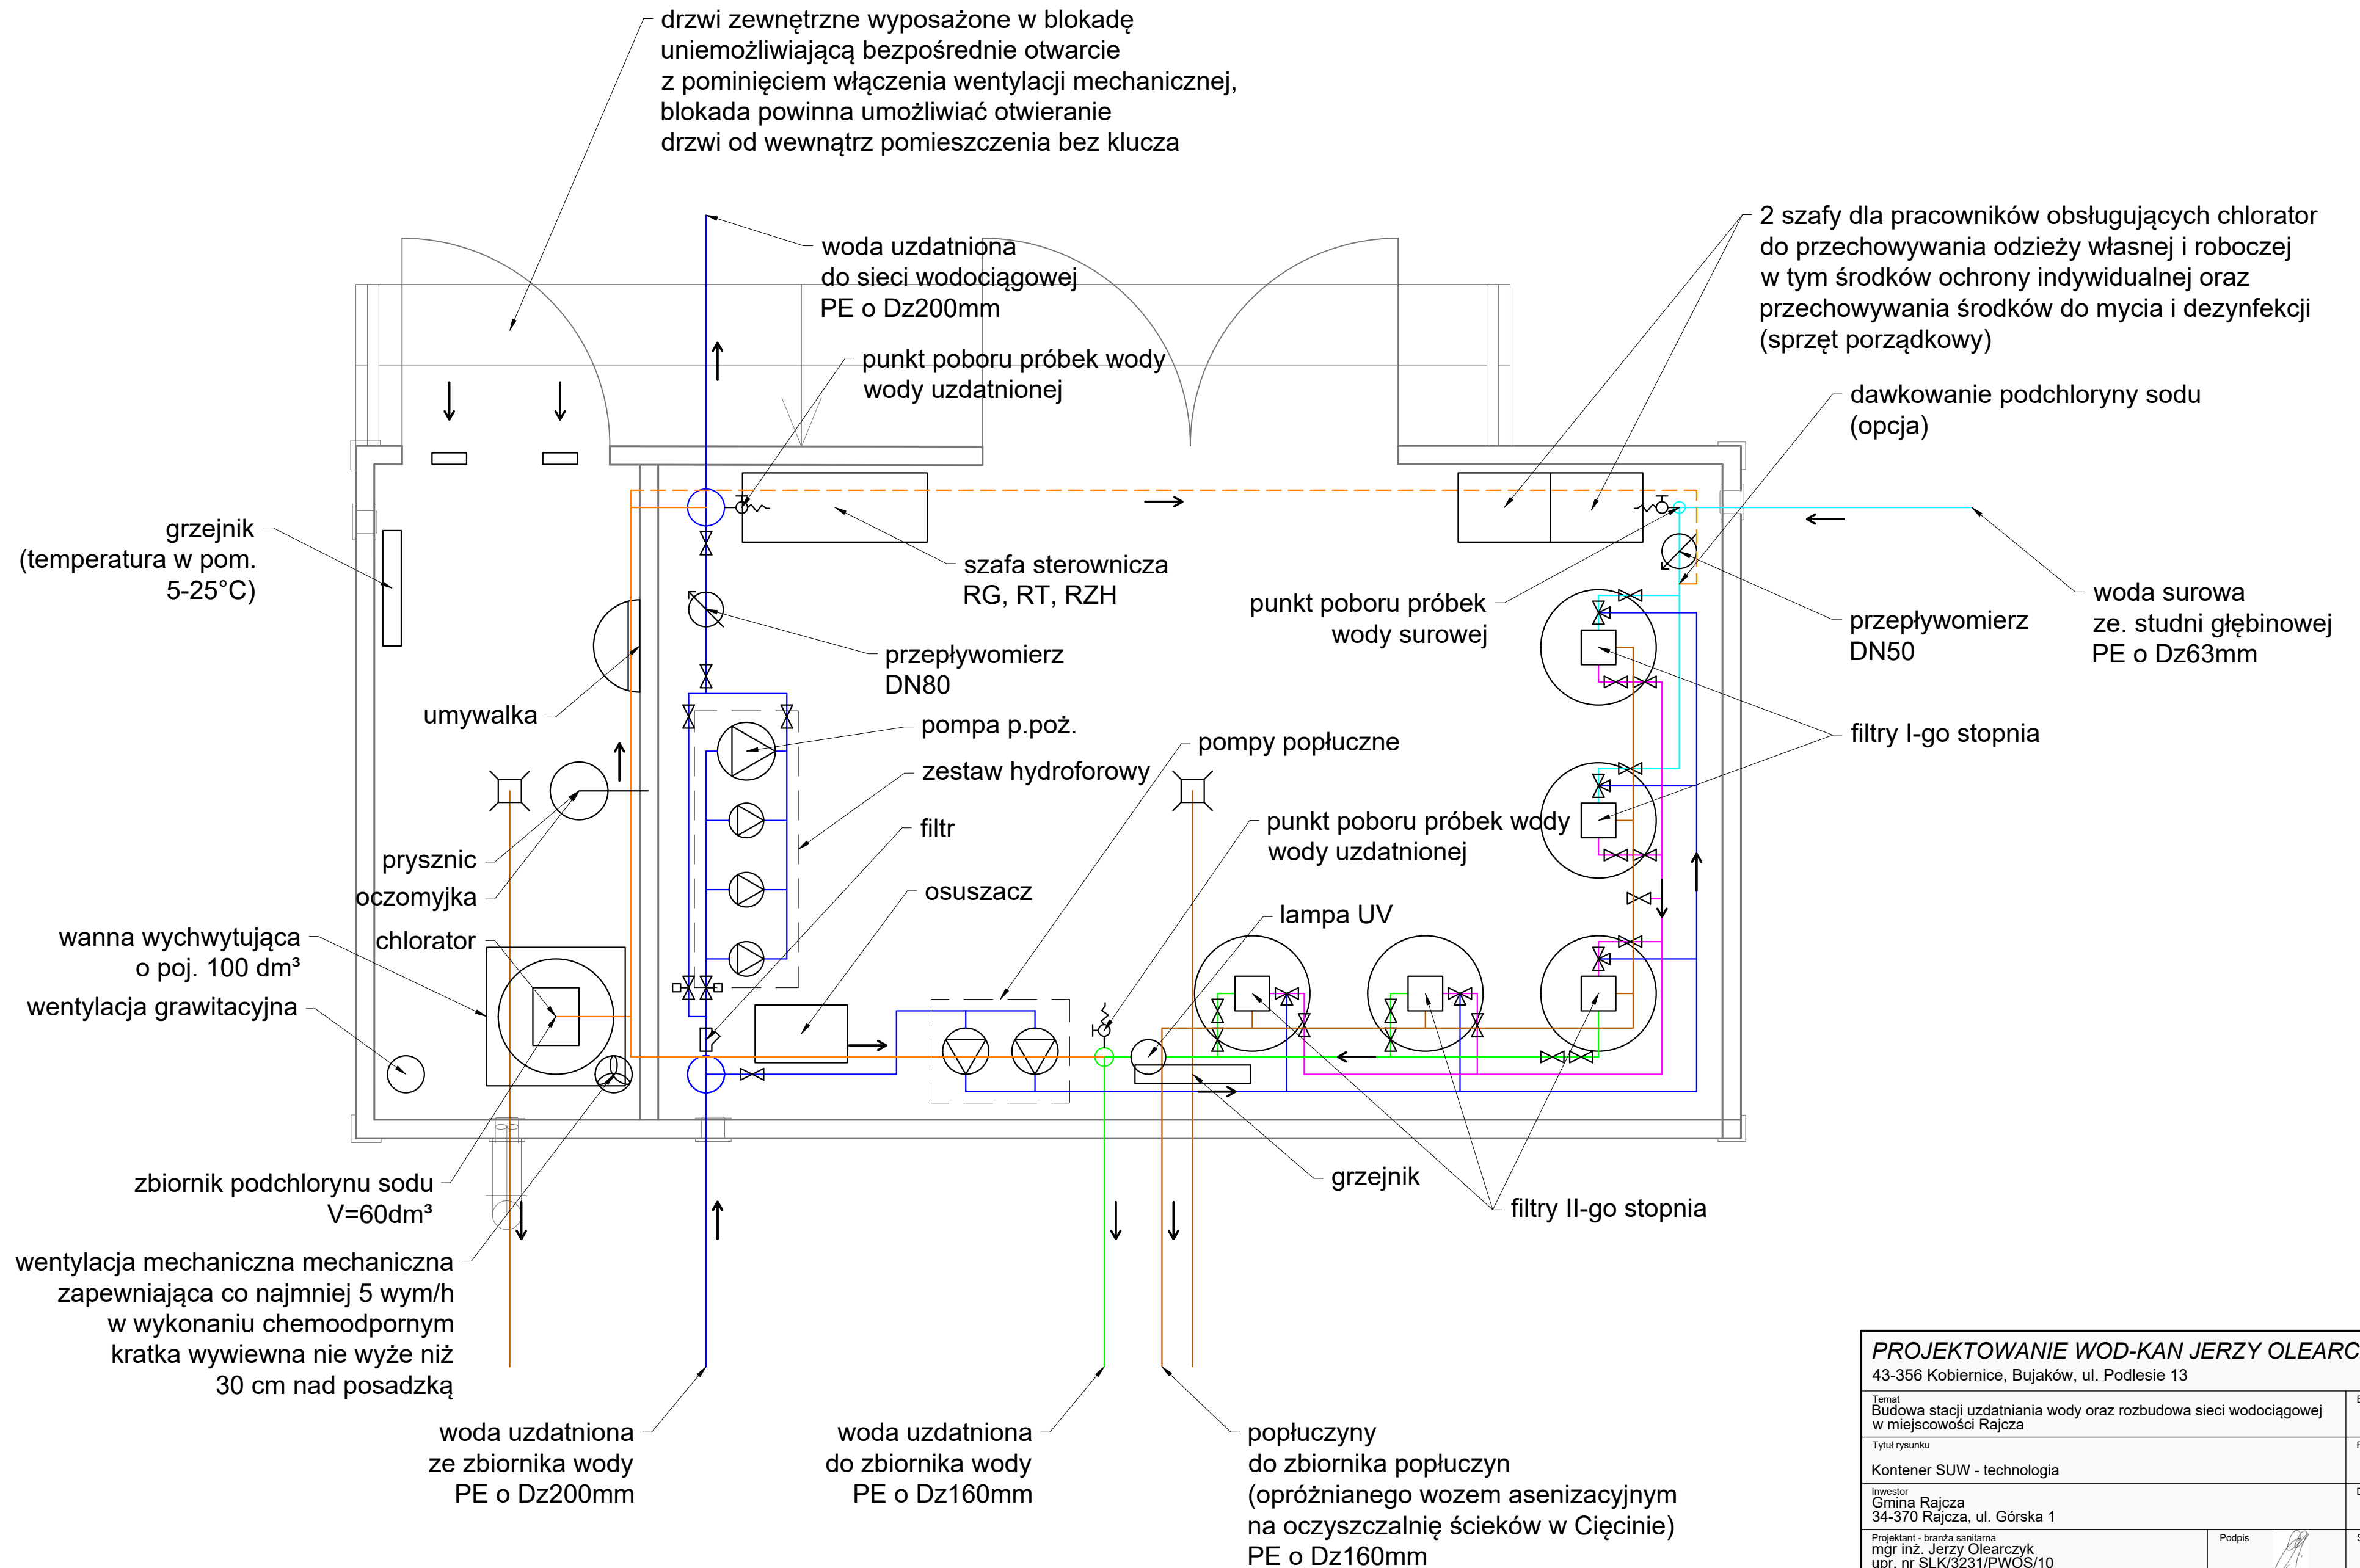 drzwi zewnętrzne wyposażone w blokadę
uniemożliwiającą bezpośrednie otwarcie
z pominięciem włączenia wentylacji mechanicznej,
blokada powinna umożliwiać otwieranie
drzwi od wewnątrz pomieszczenia bez klucza
woda uzdatniona
do sieci wodociągowej
PE o Dz200mm
punkt poboru próbek wody
wody uzdatnionej
2 szafy dla pracowników obsługujących chlorator
do przechowywania odzieży własnej i roboczej
w tym środków ochrony indywidualnej oraz
przechowywania środków do mycia i dezynfekcji
(sprzęt porządkowy)
dawkowanie podchloryny sodu
(opcja)
grzejnik
(temperatura w pom.
5-25°C)
szafa sterownicza
RG, RT, RZH
punkt poboru próbek
wody surowej
przepływomierz
DN50
woda surowa
ze. studni głębinowej
PE o Dz63mm
przepływomierz
DN80
umywalka
pompa p.poż.
zestaw hydroforowy
pompy popłuczne
filtry I-go stopnia
filtr
punkt poboru próbek wody
wody uzdatnionej
prysznic
oczomyjka
osuszacz
lampa UV
wanna wychwytująca
o poj. 100 dm³
chlorator
wentylacja grawitacyjna
zbiornik podchlorynu sodu
V=60dm³
grzejnik
filtry II-go stopnia
wentylacja mechaniczna mechaniczna
zapewniająca co najmniej 5 wym/h
w wykonaniu chemoodpornym
kratka wywiewna nie wyże niż
30 cm nad posadzką
woda uzdatniona
ze zbiornika wody
PE o Dz200mm
woda uzdatniona
do zbiornika wody
PE o Dz160mm
popłuczyny
do zbiornika popłuczyn
(opróżnianego wozem asenizacyjnym
na oczyszczalnię ścieków w Cięcinie)
PE o Dz160mm
PROJEKTOWANIE WOD-KAN JERZY OLEARC
43-356 Kobiernice, Bujaków, ul. Podlesie 13
Temat
Budowa stacji uzdatniania wody oraz rozbudowa sieci wodociągowej
w miejscowości Rajcza
Tytuł rysunku
Kontener SUW - technologia
Inwestor
Gmina Rajcza
34-370 Rajcza, ul. Górska 1
Projektant - branża sanitarna
Podpis
mgr inż. Jerzy Olearczyk
upr. nr SLK/3231/PWOS/10